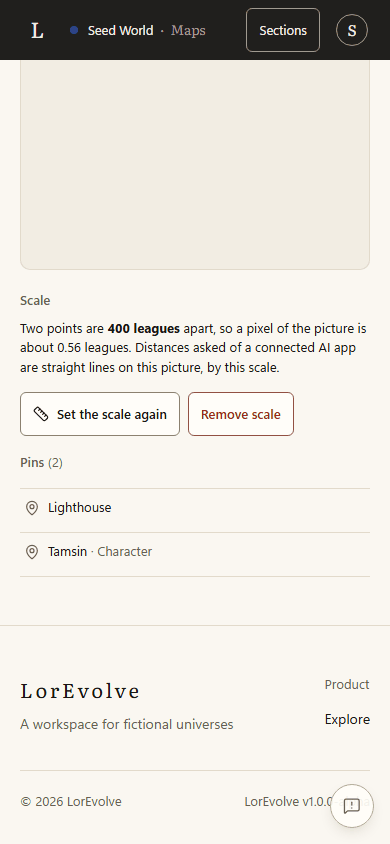 L
Seed World · Maps
Sections
S
Scale
Two points are 400 leagues apart, so a pixel of the picture is
about 0.56 leagues. Distances asked of a connected AI app
are straight lines on this picture, by this scale.
Set the scale again
Remove scale
Pins (2)
Lighthouse
Tamsin · Character
LorEvolve
Product
A workspace for fictional universes
Explore
© 2026 LorEvolve
LorEvolve v1.0.0